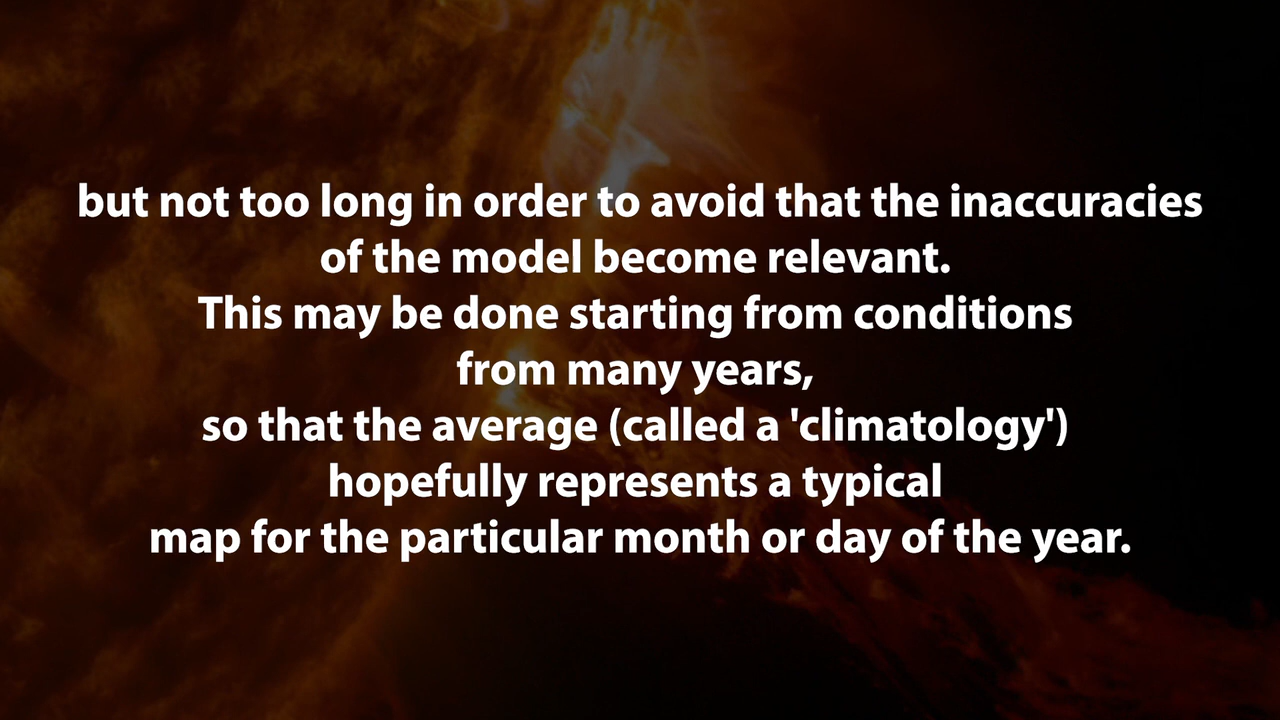 but not too long in order to avoid that the inaccuracies
of the model become relevant.
This may be done starting from conditions
from many years,
so that the average (called a 'climatology')
hopefully represents a typical
map for the particular month or day of the year.